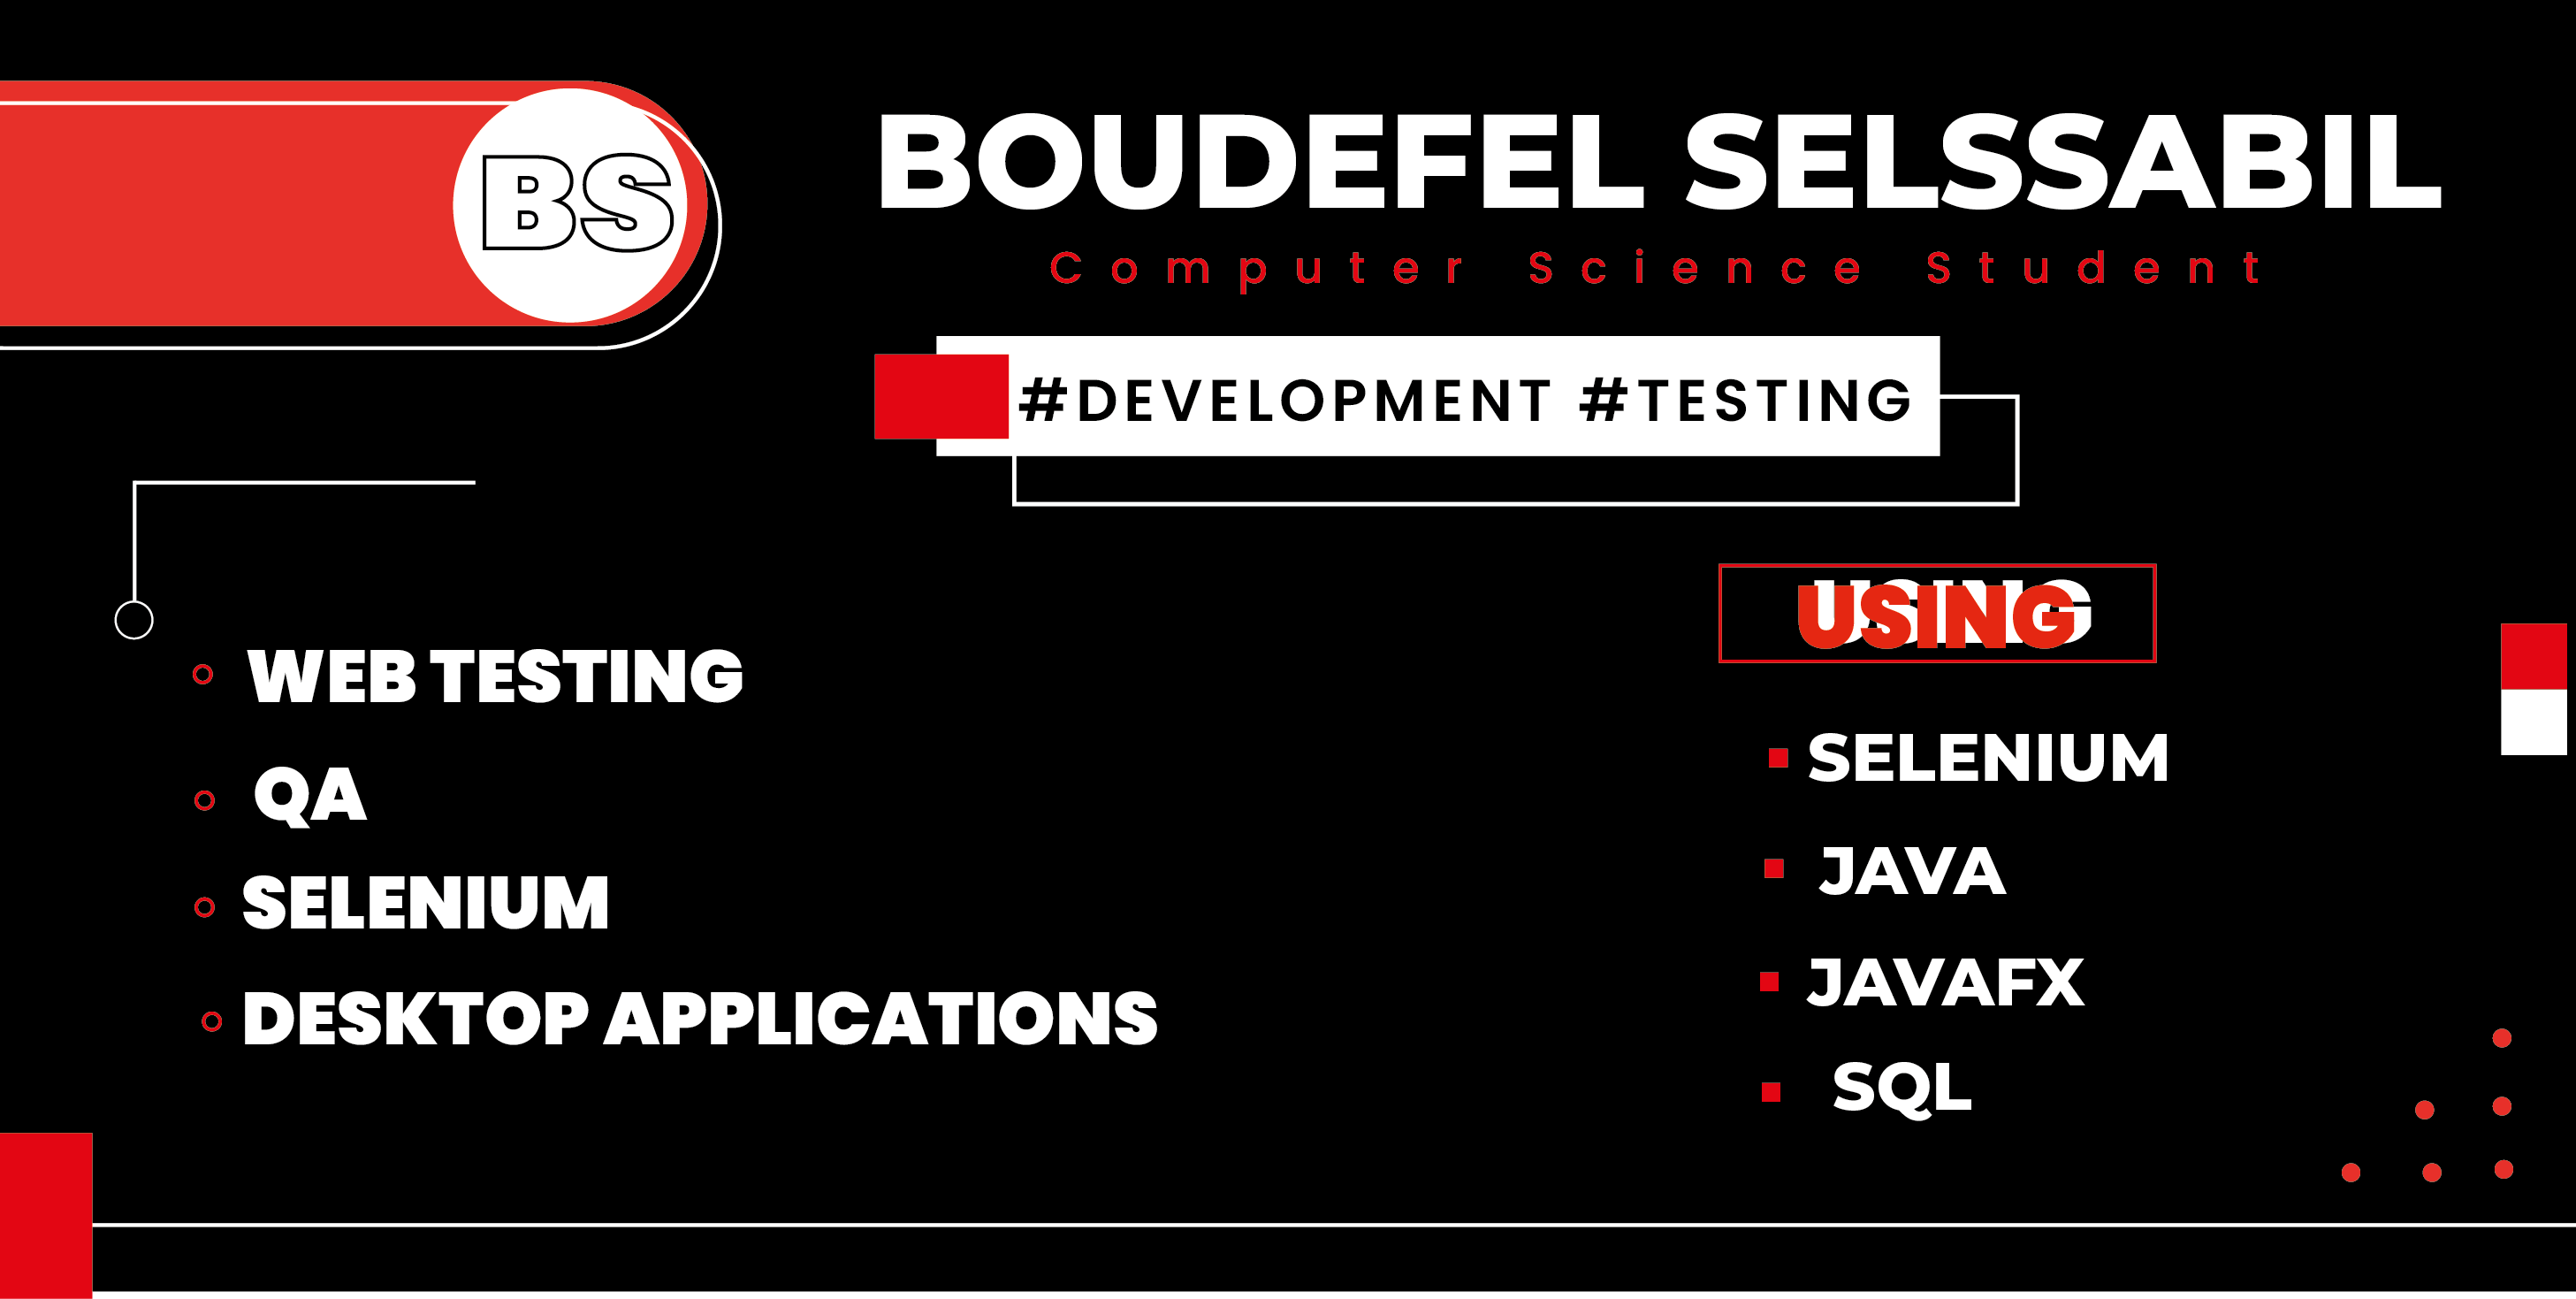 BS
BOUDEFEL SELSSABIL
Computer Science Student
#DEVELOPMENT #TESTING
WEB TESTING
QA
SELENIUM
DESKTOP APPLICATIONS
USING
SELENIUM
JAVA
JAVAFX
SQL